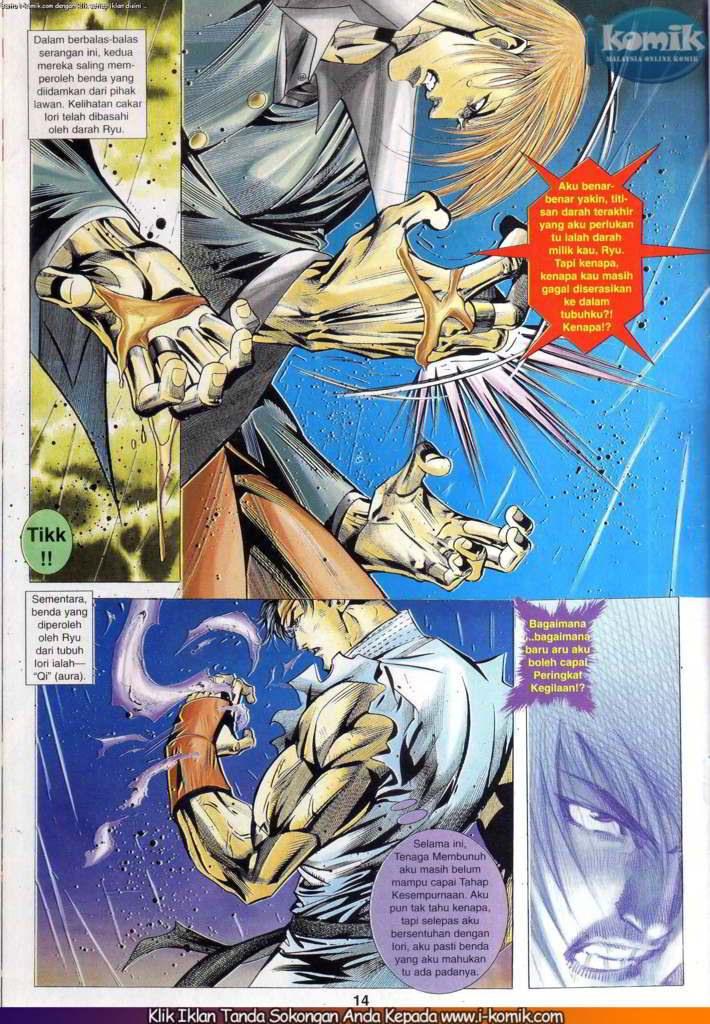 Dalam berbalas-balas
serangan ini, kedua
mereka saling mem-
peroleh benda yang
diidamkan dari pihak
lawan. Kelihatan cakar
Iori telah dibasahi
oleh darah Ryu.
komik
MALAYSIA ONLINE KOMIK
Aku benar-
benar yakin, titi-
san darah terakhir
yang aku perlukan
tu ialah darah
milik kau, Ryu.
Tapi kenapa,
kenapa kau masih
gagal diserasikan
ke dalam
tubuhku?!
Kenapa!?
Tikk
!!
Sementara,
benda yang
diperoleh
oleh Ryu
dari tubuh
Iori ialah—
"Qi" (aura).
Bagaimana
..bagaimana
baru aru aku
boleh capai
Peringkat
Kegilaan!?
Selama ini,
Tenaga Membunuh
aku masih belum
mampu capai Tahap
Kesempurnaan. Aku
pun tak tahu kenapa,
tapi selepas aku
bersentuhan dengan
Iori, aku pasti benda
yang aku mahukan
tu ada padanya.
14
Klik Iklan Tanda Sokongan Anda Kepada www.i-komik.com